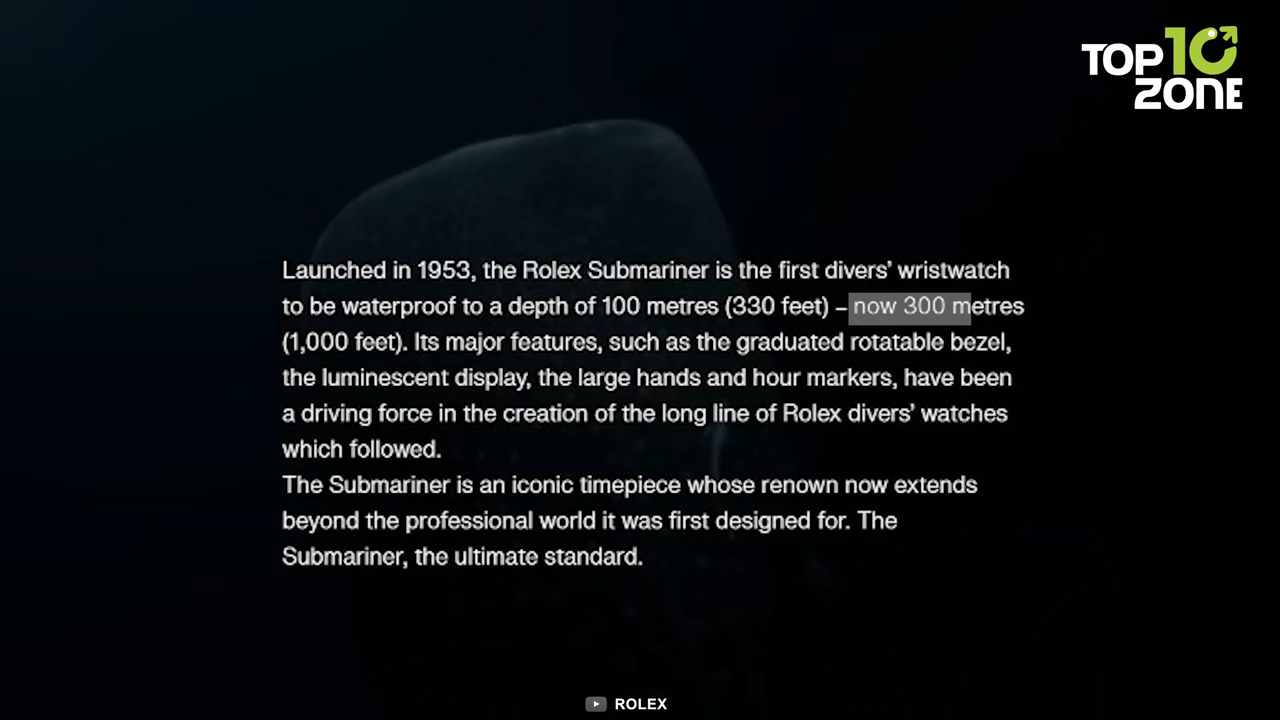 TOP 10
ZONE
Launched in 1953, the Rolex Submariner is the first divers’ wristwatch
to be waterproof to a depth of 100 metres (330 feet) – now 300 metres
(1,000 feet). Its major features, such as the graduated rotatable bezel,
the luminescent display, the large hands and hour markers, have been
a driving force in the creation of the long line of Rolex divers’ watches
which followed.
The Submariner is an iconic timepiece whose renown now extends
beyond the professional world it was first designed for. The
Submariner, the ultimate standard.
ROLEX